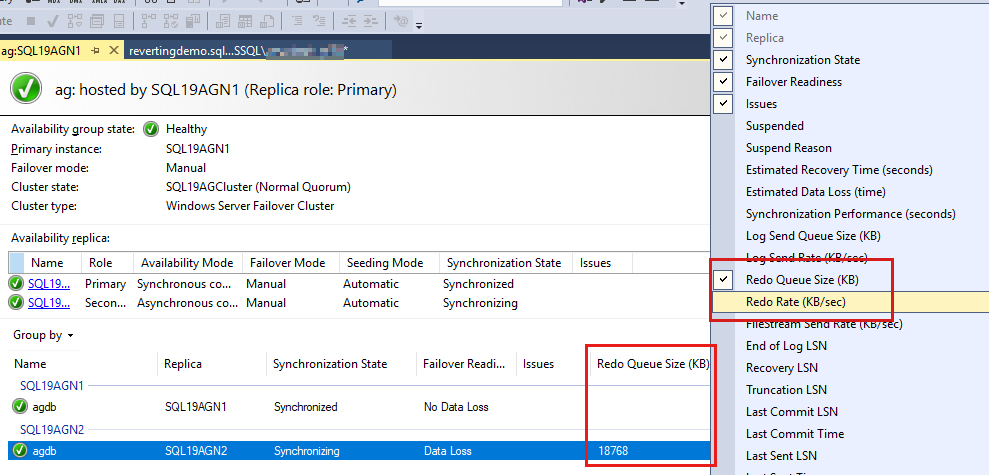 ute
ag:SQL19AGN1
revertingdemo.sql...SSQL\
ag: hosted by SQL19AGN1 (Replica role: Primary)
Availability group state: Healthy
Primary instance: SQL19AGN1
Failover mode: Manual
Cluster state: SQL19AGCluster (Normal Quorum)
Cluster type: Windows Server Failover Cluster
Availability replica:
Name Role Availability Mode Failover Mode Seeding Mode Synchronization State Issues
SQL19... Primary Synchronous co... Manual Automatic Synchronized
SQL19... Secon... Asynchronous co... Manual Automatic Synchronizing
Group by
Name Replica Synchronization State Failover Readi... Issues Redo Queue Size (KB)
SQL19AGN1
agdb SQL19AGN1 Synchronized No Data Loss
SQL19AGN2
agdb SQL19AGN2 Synchronizing Data Loss 18768
Name
Replica
Synchronization State
Failover Readiness
Issues
Suspended
Suspend Reason
Estimated Recovery Time (seconds)
Estimated Data Loss (time)
Synchronization Performance (seconds)
Log Send Queue Size (KB)
Log Send Rate (KB/sec)
Redo Queue Size (KB)
Redo Rate (KB/sec)
FileStream Send Rate (KB/sec)
End of Log LSN
Recovery LSN
Truncation LSN
Last Commit LSN
Last Commit Time
Last Sent LSN